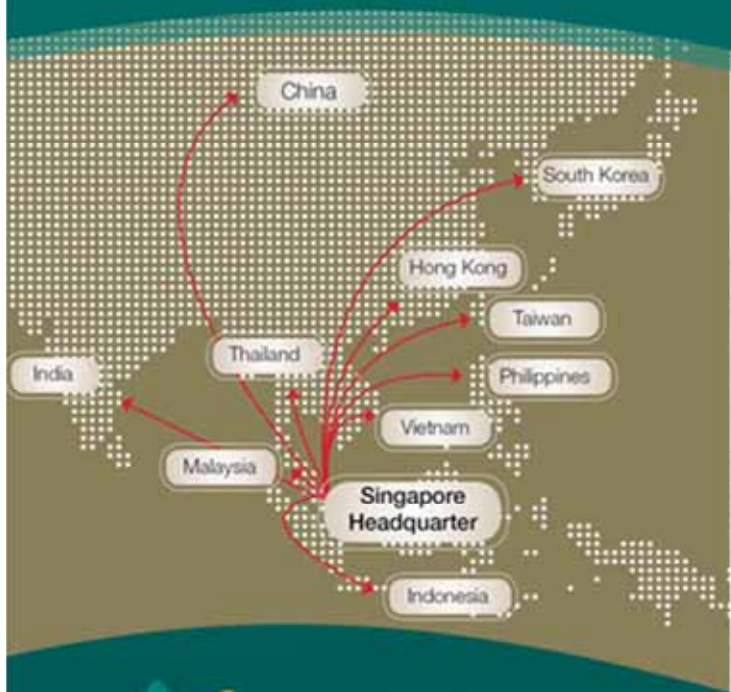 China
South Korea
Hong Kong
Taiwan
Thailand
India
Philippines
Vietnam
Malaysia
Singapore
Headquarter
Indonesia